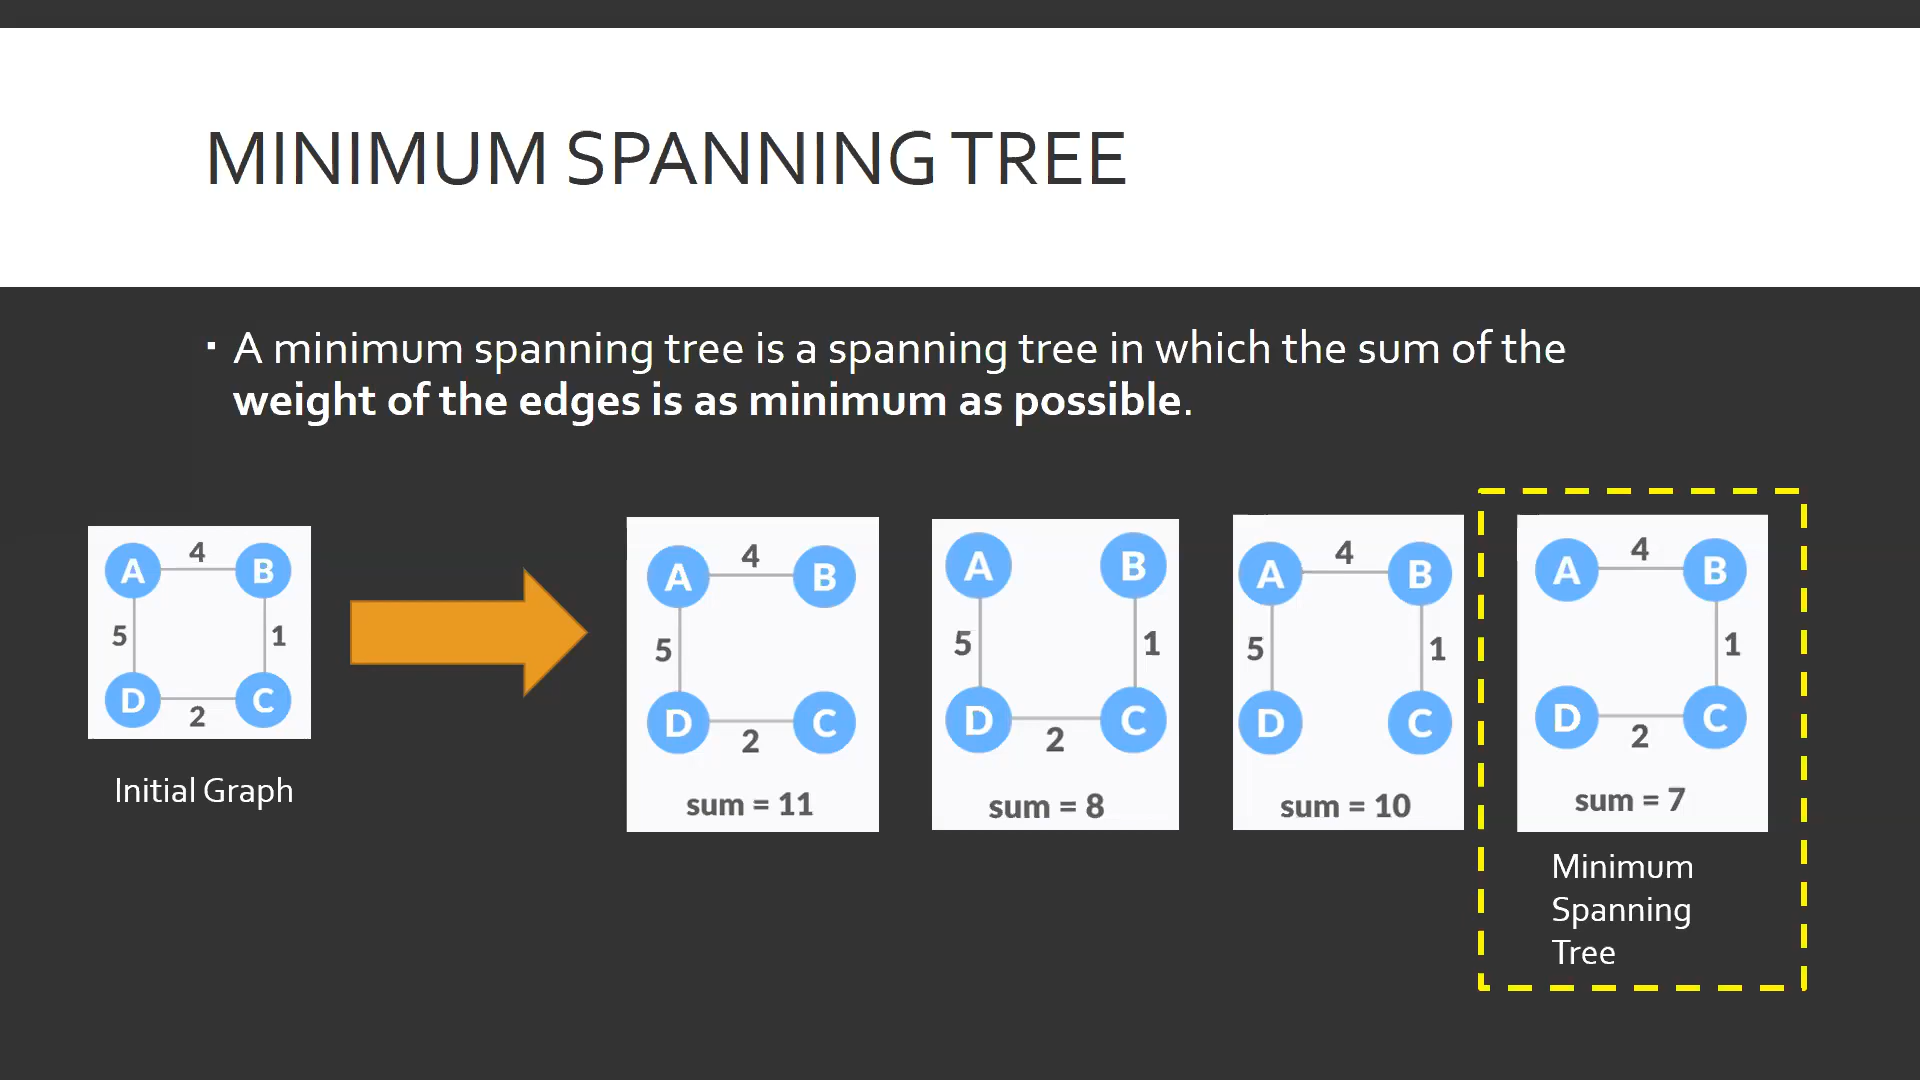 MINIMUM SPANNING TREE
▪ A minimum spanning tree is a spanning tree in which the sum of the
weight of the edges is as minimum as possible.
A 4 B
5 1
D 2 C
Initial Graph
A 4 B
5
D 2 C
sum = 11
A B
5 1
D 2 C
sum = 8
A 4 B
5 1
D C
sum = 10
A 4 B
1
D 2 C
sum = 7
Minimum
Spanning
Tree